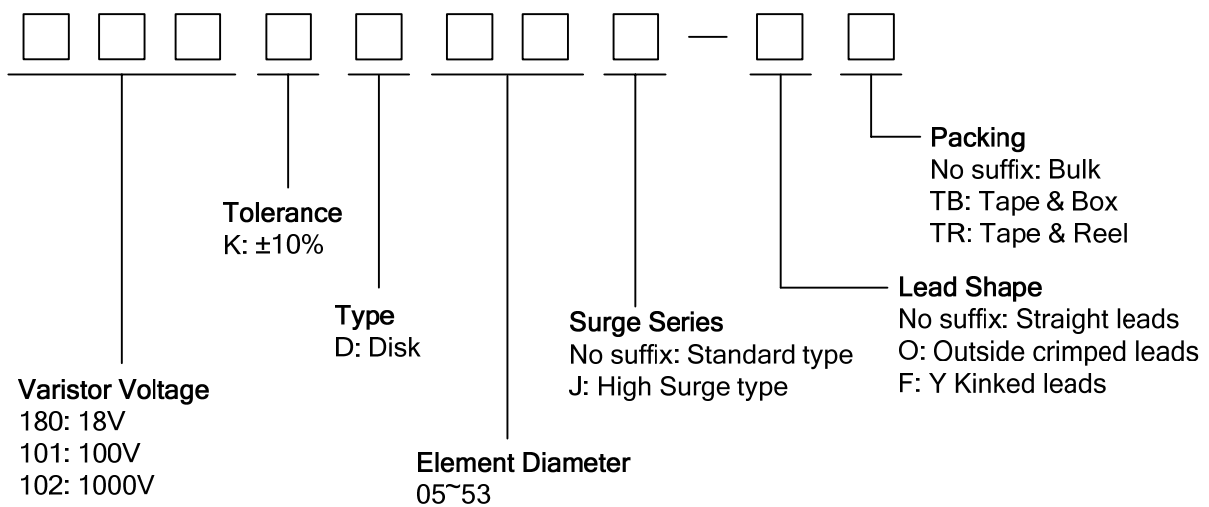 Packing
No suffix: Bulk
TB: Tape & Box
TR: Tape & Reel
Tolerance
K: ±10%
Lead Shape
No suffix: Straight leads
O: Outside crimped leads
F: Y Kinked leads
Type
D: Disk
Surge Series
No suffix: Standard type
J: High Surge type
Varistor Voltage
180: 18V
101: 100V
102: 1000V
Element Diameter
05~53